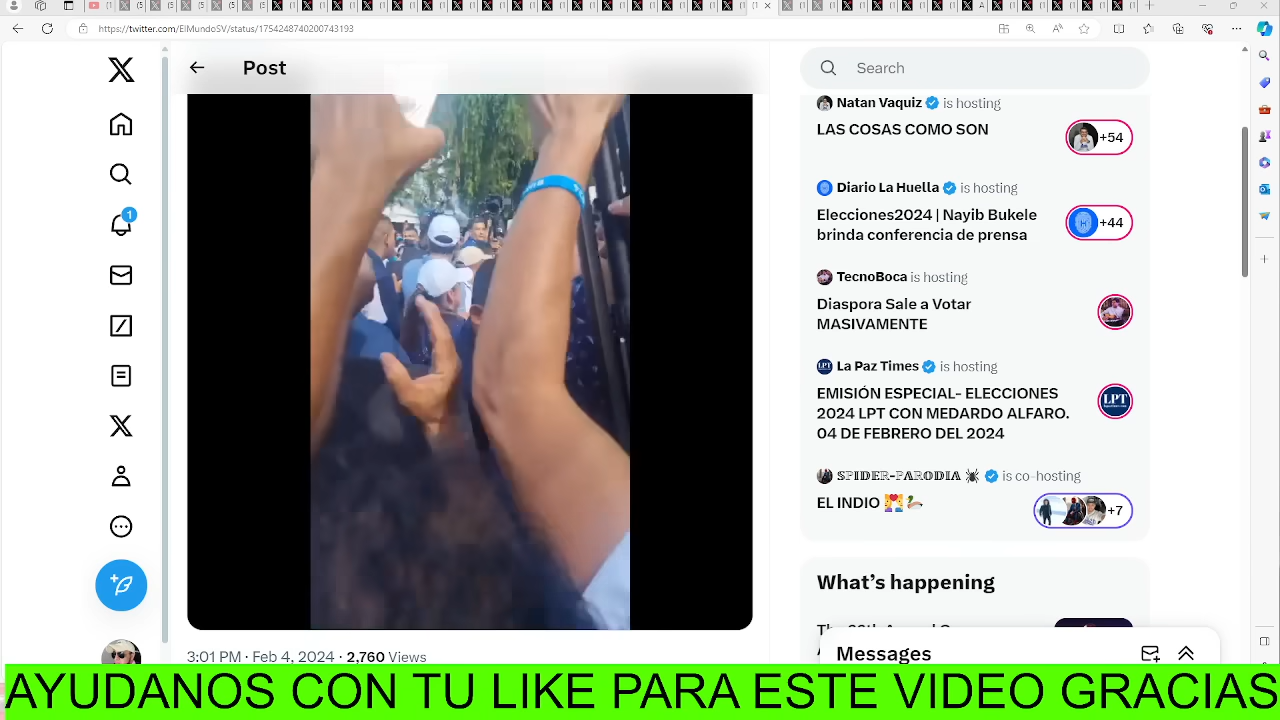 https://twitter.com/ElMundoSV/status/1754248740200743193
Post
Search
Natan Vaquiz is hosting
LAS COSAS COMO SON
+54
Diario La Huella is hosting
Elecciones2024 | Nayib Bukele
brinda conferencia de prensa
+44
TecnoBoca is hosting
Diaspora Sale a Votar
MASIVAMENTE
La Paz Times is hosting
EMISIÓN ESPECIAL- ELECCIONES
2024 LPT CON MEDARDO ALFARO.
04 DE FEBRERO DEL 2024
LPT
𝕊ℙ𝕀𝔻𝔼ℝ-ℙ𝔸ℝ𝕆𝔻𝕀𝔸 is co-hosting
EL INDIO
+7
What's happening
Messages
3:01 PM · Feb 4, 2024 · 2,760 Views
1
AYUDANOS CON TU LIKE PARA ESTE VIDEO GRACIAS